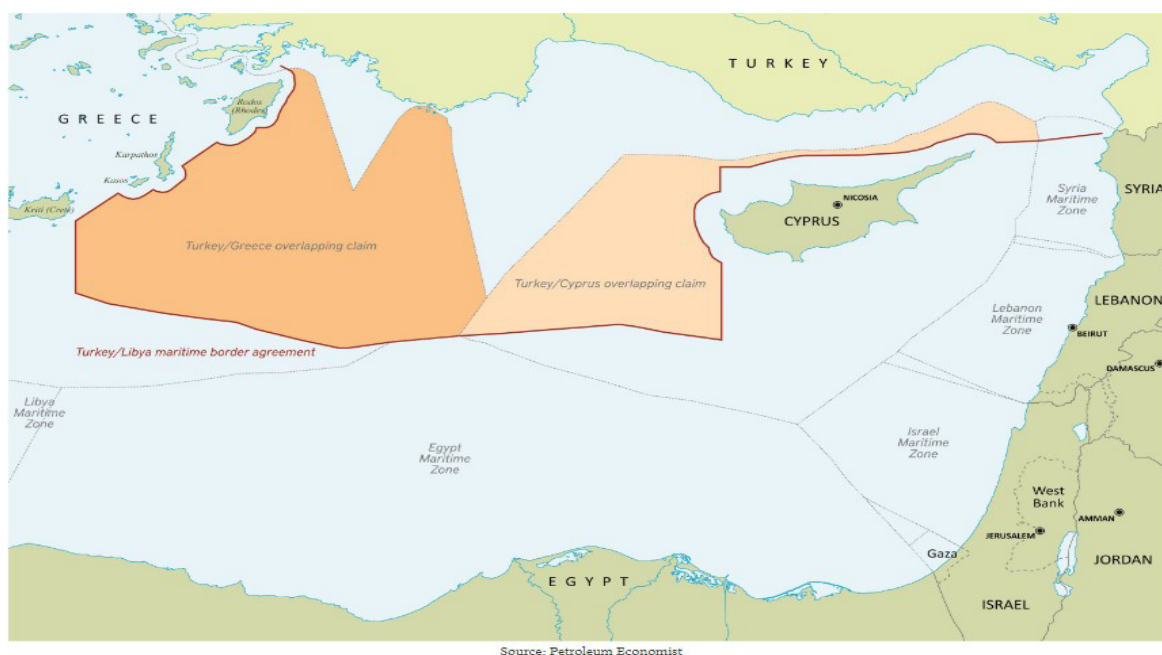 TURKEY
GREECE
Rodos
(Rhodes)
Karpathos
Kasos
Kriti (Crete)
NICOSIA
CYPRUS
Syria
Maritime
Zone
SYRIA
Turkey/Greece overlapping claim
Turkey/Cyprus overlapping claim
LEBANON
Lebanon
Maritime
Zone
BEIRUT
Turkey/Libya maritime border agreement
DAMASCUS
Libya
Maritime
Zone
Egypt
Maritime
Zone
Israel
Maritime
Zone
West
Bank
AMMAN
JERUSALEM
Gaza
JORDAN
EGYPT
ISRAEL
Source: Petroleum Economist